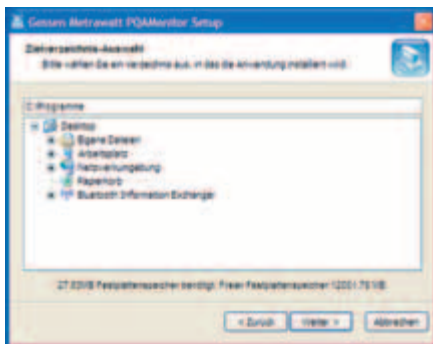 Gossen Metrawatt PQAMonitor Setup
Zielverzeichnis-Auswahl
Bitte wählen Sie ein Verzeichnis aus, in das die Anwendung installiert wird.
C:\Programme
Desktop
Eigene Dateien
Arbeitsplatz
Netzwerkumgebung
Papierkorb
Bluetooth Information Exchanger
Festplattenspeicher benötigt. Freier Festplattenspeicher
< Zurück
Weiter >
Abbrechen